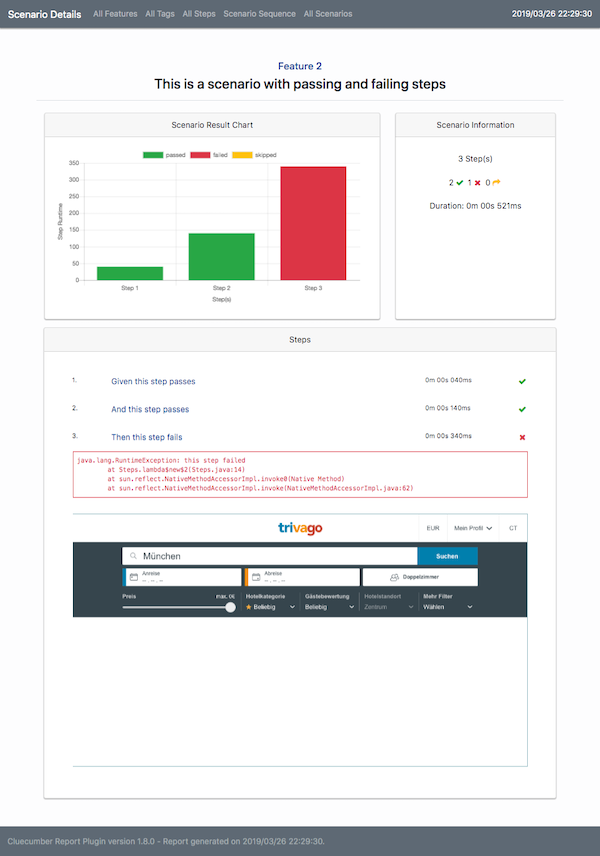 Scenario Details All Features All Tags All Steps Scenario Sequence All Scenarios 2019/03/26 22:29:30
Feature 2
This is a scenario with passing and failing steps
Scenario Result Chart
passed failed skipped
350
300
250
200
150
100
50
0
Step Runtime
Step 1 Step 2 Step 3
Step(s)
Scenario Information
3 Step(s)
2 1 0
Duration: 0m 00s 521ms
Steps
1. Given this step passes 0m 00s 040ms
2. And this step passes 0m 00s 140ms
3. Then this step fails 0m 00s 340ms
java.lang.RuntimeException: this step failed
at Steps.lambda$new$2(Steps.java:14)
at sun.reflect.NativeMethodAccessorImpl.invoke0(Native Method)
at sun.reflect.NativeMethodAccessorImpl.invoke(NativeMethodAccessorImpl.java:62)
trivago EUR Mein Profil CT
München Suchen
Anreise Abreise Doppelzimmer
--.--.-- --.--.--
Preis max. 0€ Hotelkategorie Gästebewertung Hotelstandort Mehr Filter
Beliebig Beliebig Zentrum Wählen
Cluecumber Report Plugin version 1.8.0 - Report generated on 2019/03/26 22:29:30.